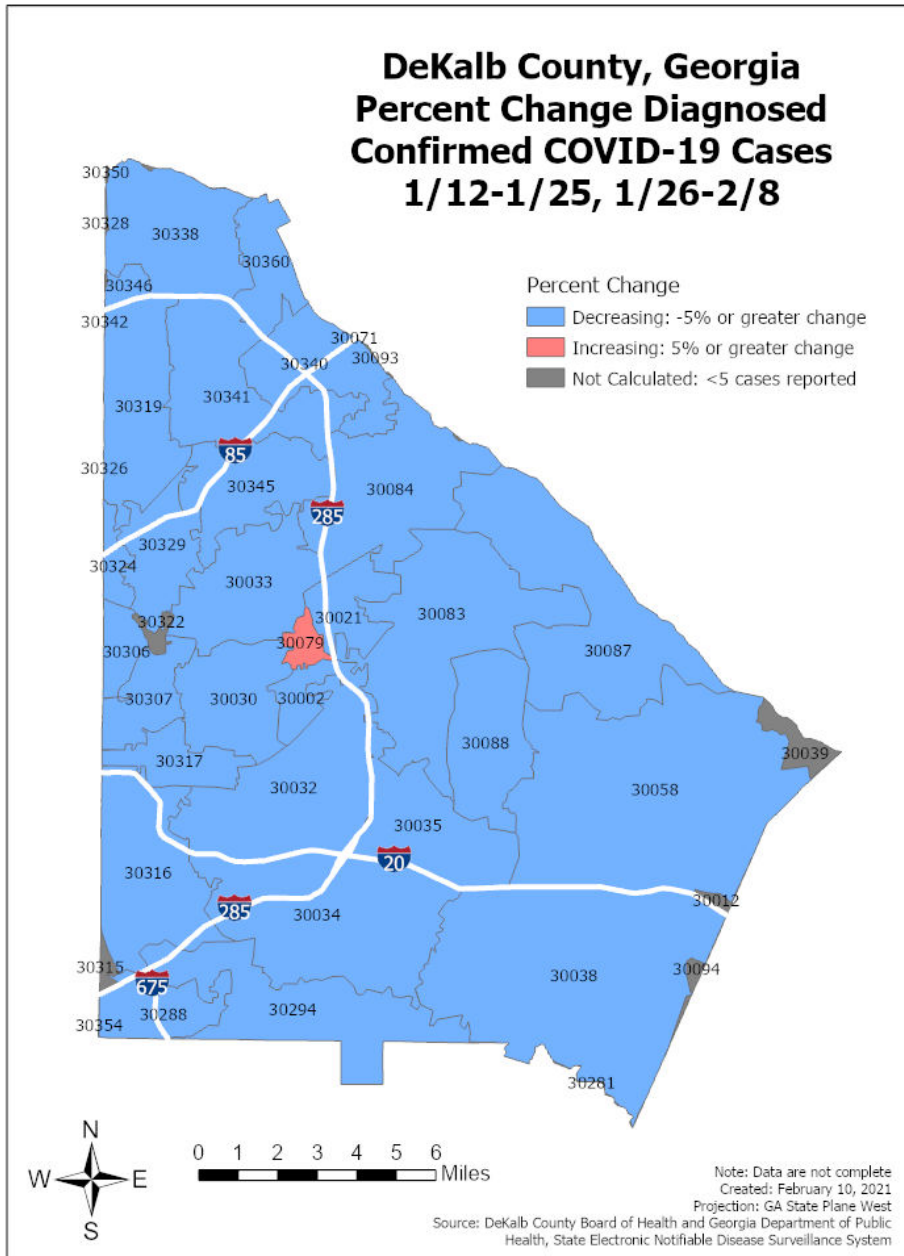 DeKalb County, Georgia
Percent Change Diagnosed
Confirmed COVID-19 Cases
1/12-1/25, 1/26-2/8
30350
30328
30338
30360
30346
30342
Percent Change
Decreasing: -5% or greater change
Increasing: 5% or greater change
Not Calculated: <5 cases reported
30071
30093
30340
30341
30319
85
30326
30345
30084
285
30329
30324
30033
30083
30021
30322
30079
30306
30087
30307
30030
30002
30088
30039
30317
30032
30058
30035
20
30316
30012
285
30034
30315
30094
30038
675
30288
30294
30354
30281
N
W
E
S
0 1 2 3 4 5 6
Miles
Note: Data are not complete
Created: February 10, 2021
Projection: GA State Plane West
Source: DeKalb County Board of Health and Georgia Department of Public
Health, State Electronic Notifiable Disease Surveillance System